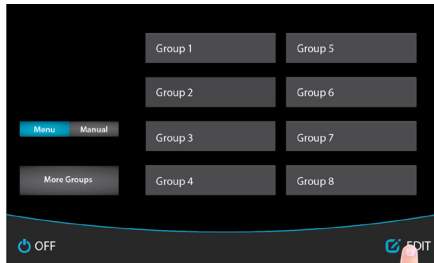 Group 1
Group 5
Group 2
Group 6
Menu
Manual
Group 3
Group 7
More Groups
Group 4
Group 8
OFF
EDIT